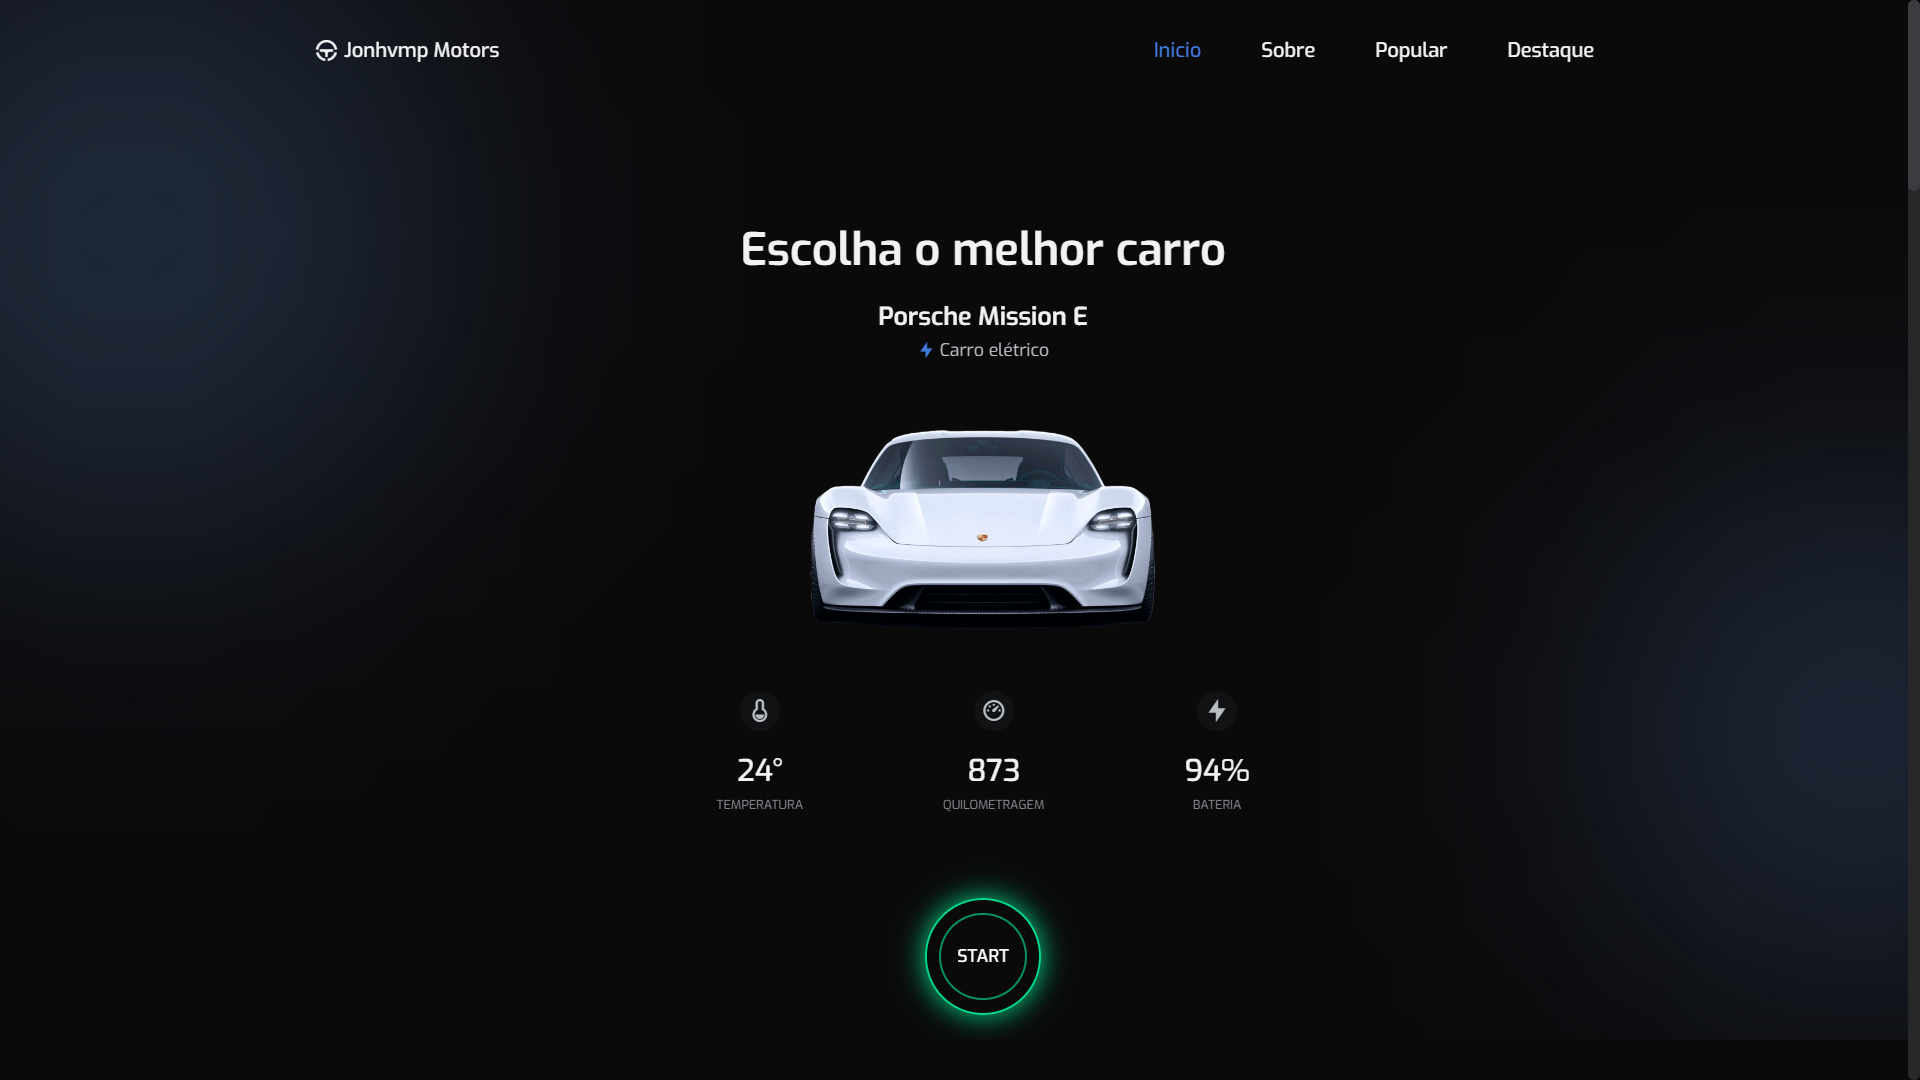 Jonhvmp Motors
Inicio
Sobre
Popular
Destaque
Escolha o melhor carro
Porsche Mission E
Carro elétrico
24°
873
94%
TEMPERATURA
QUILOMETRAGEM
BATERIA
START